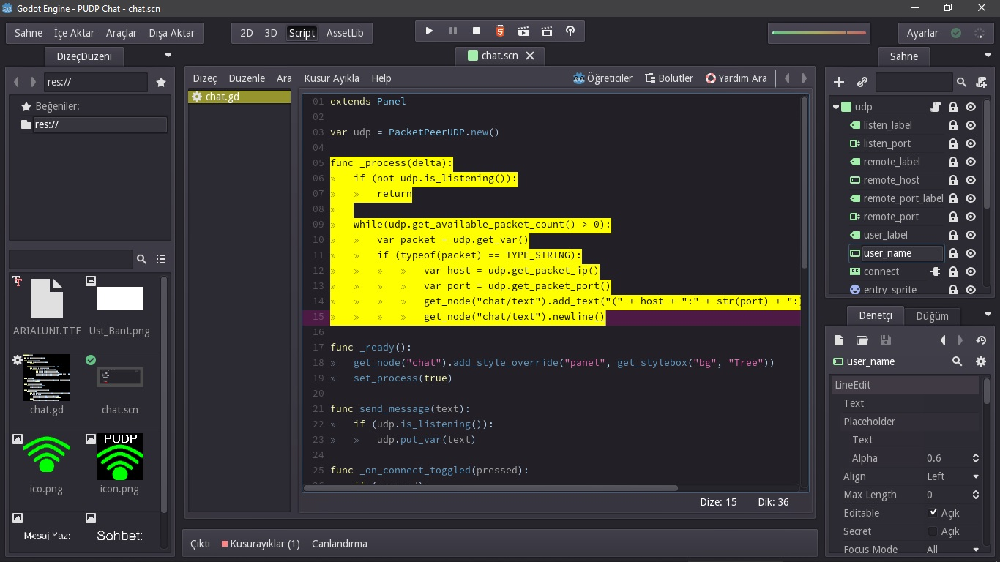 Godot Engine - PUDP Chat - chat.scn
Sahne İçe Aktar Araçlar Dışa Aktar
2D 3D Script AssetLib
Ayarlar
DizeçDüzeni
res://
Beğeniler:
res://
ARIALUNI.TTF Ust_Bant.png
chat.gd chat.scn
PUDP
ico.png icon.png
Mesaj Yaz: Sohbet:
chat.scn
Dizeç Düzenle Ara Kusur Ayıkla Help Öğreticiler Bölütler Yardım Ara
chat.gd
01 extends Panel
02
03 var udp = PacketPeerUDP.new()
04
05 func _process(delta):
06 » if (not udp.is_listening()):
07 » » return
08 »
09 » while(udp.get_available_packet_count() > 0):
10 » » var packet = udp.get_var()
11 » » if (typeof(packet) == TYPE_STRING):
12 » » » » var host = udp.get_packet_ip()
13 » » » » var port = udp.get_packet_port()
14 » » » » get_node("chat/text").add_text("(" + host + ":" + str(port) + ":
15 » » » » get_node("chat/text").newline()
16
17 func _ready():
18 » get_node("chat").add_style_override("panel", get_stylebox("bg", "Tree"))
19 » set_process(true)
20
21 func send_message(text):
22 » if (udp.is_listening()):
23 » » udp.put_var(text)
24
25 func _on_connect_toggled(pressed):
26 » if (pressed):
Dize: 15 Dik: 36
Çıktı Kusurayıklar (1) Canlandırma
Sahne
udp
listen_label
listen_port
remote_label
remote_host
remote_port_label
remote_port
user_label
user_name
OK connect
entry_sprite
Denetçi Düğüm
user_name
LineEdit
Text
Placeholder
Text
Alpha 0.6
Align Left
Max Length 0
Editable Açık
Secret Açık
Focus Mode All